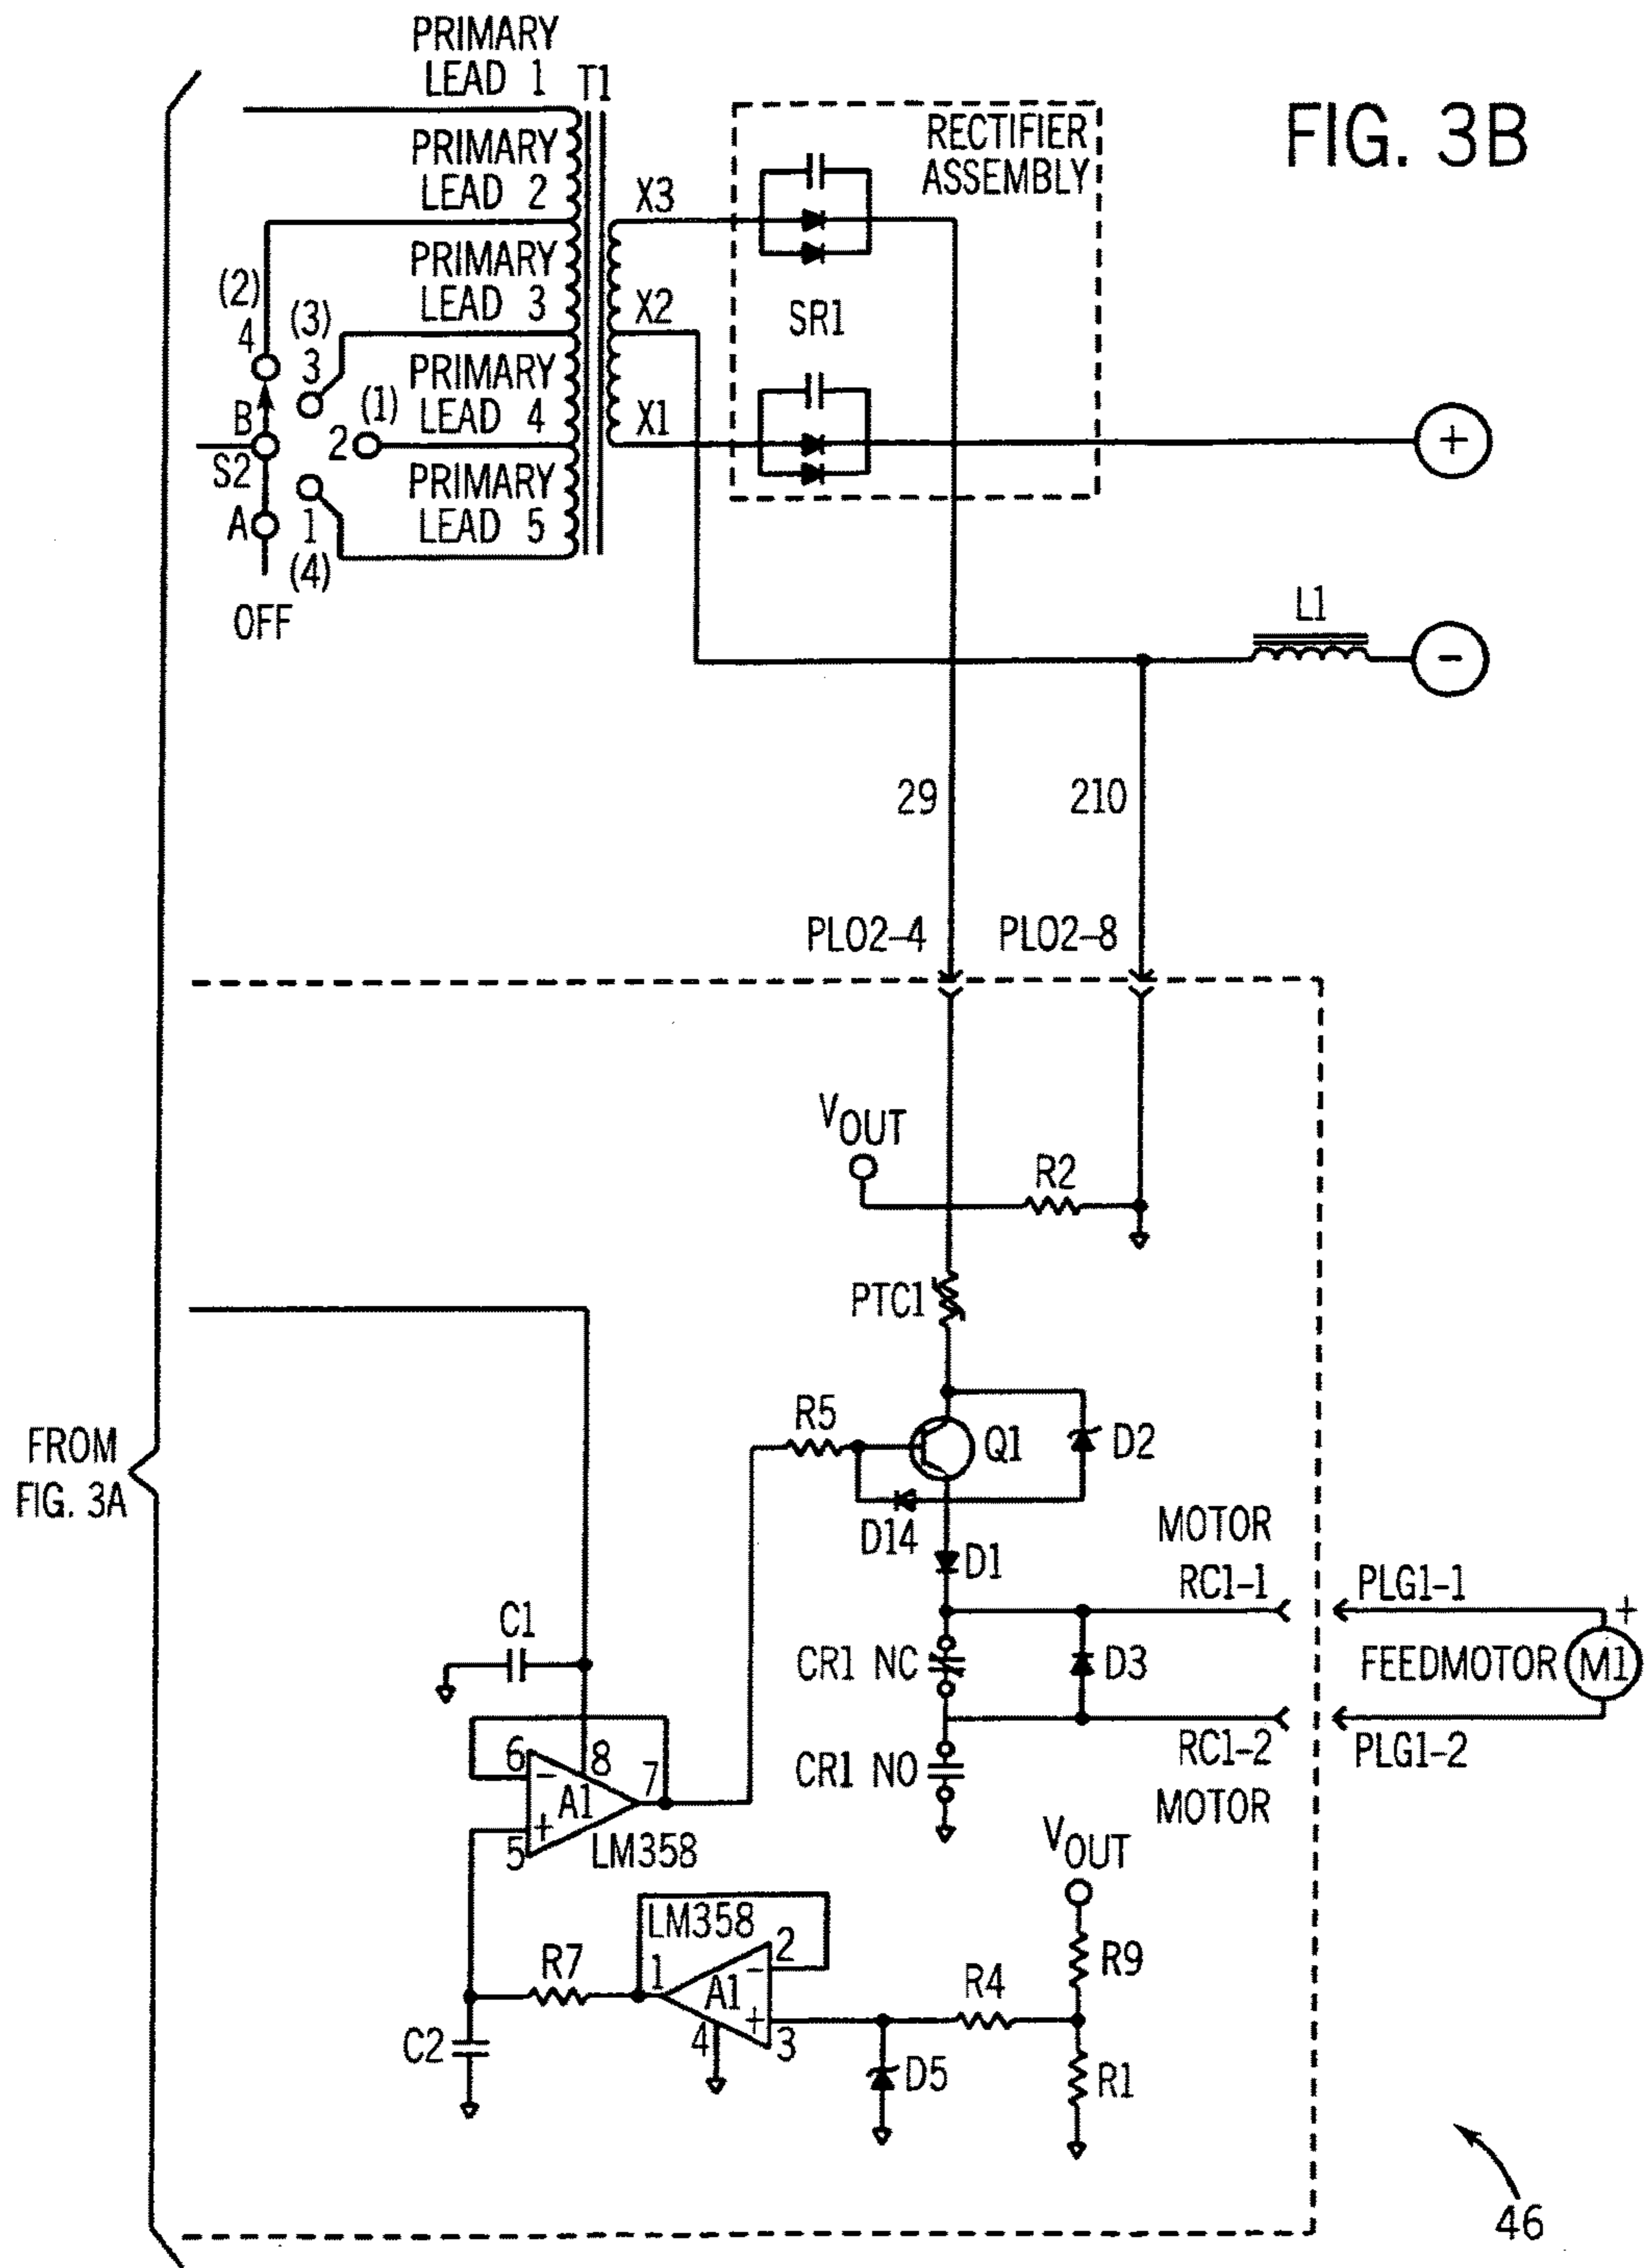 FIG. 3B
PRIMARY
LEAD 1
T1
PRIMARY
LEAD 2
PRIMARY
LEAD 3
PRIMARY
LEAD 4
PRIMARY
LEAD 5
RECTIFIER
ASSEMBLY
X3
X2
X1
SR1
(2)
4
(3)
3
(1)
2
B
S2
A
1
(4)
OFF
+
L1
-
29
210
PLO2-4
PLO2-8
VOUT
R2
PTC1
R5
Q1
D2
D14
D1
FROM
FIG. 3A
MOTOR
RC1-1
PLG1-1
+
C1
CR1 NC
D3
FEEDMOTOR
M1
RC1-2
PLG1-2
MOTOR
CR1 NO
6
-
8
7
A1
+
5
LM358
VOUT
LM358
1
2
-
A1
+
4
3
R7
R4
R9
C2
D5
R1
46